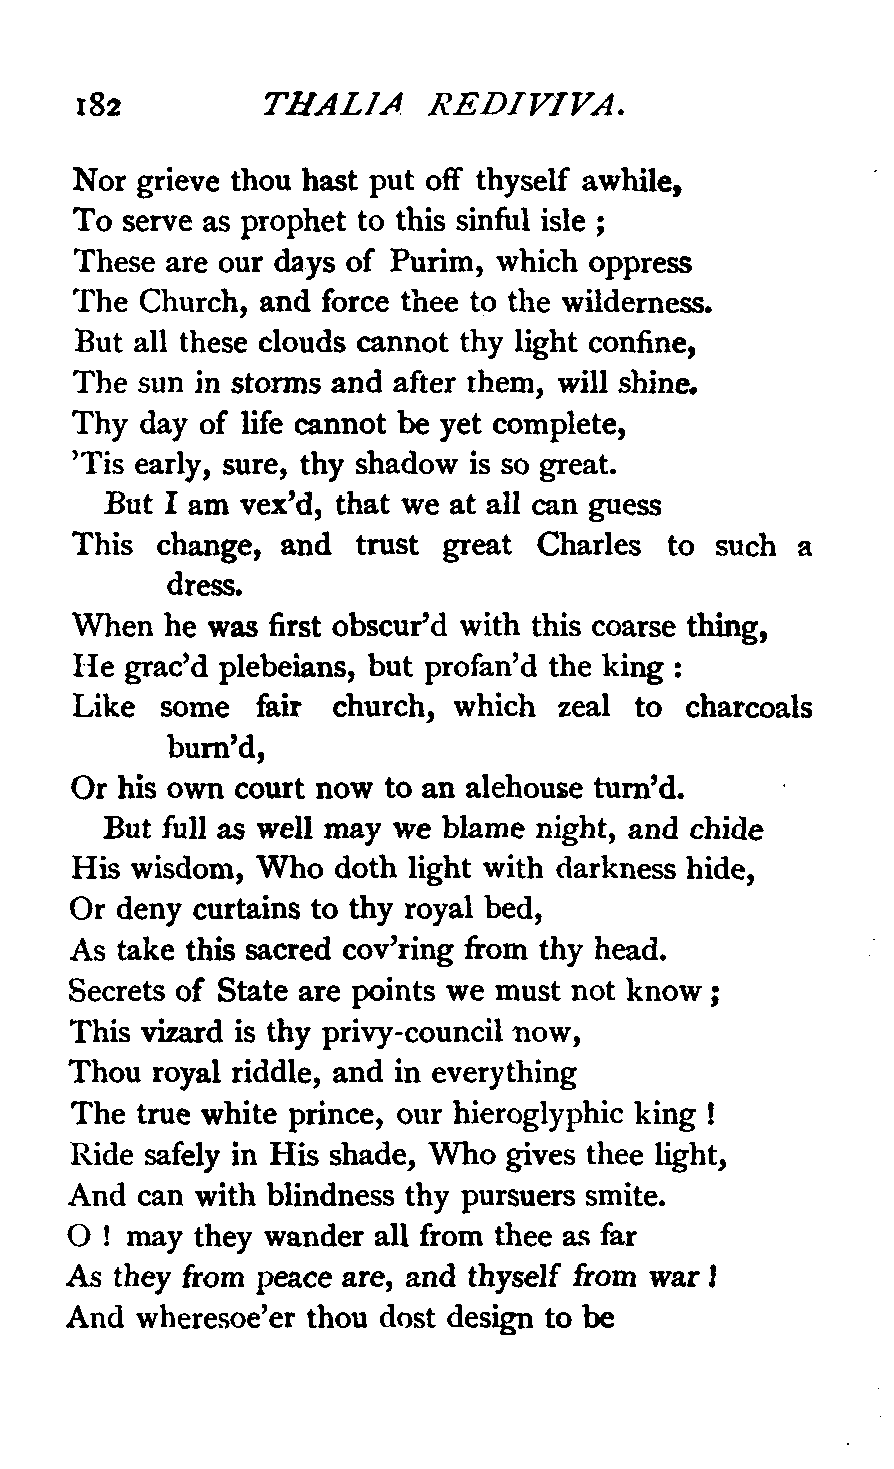 182 THALIA REDIVIVA.
Nor grieve thou hast put off thyself awhile,
To serve as prophet to this sinful isle ;
These are our days of Purim, which oppress
The Church, and force thee to the wilderness.
But all these clouds cannot thy light confine,
The sun in storms and after them, will shine.
Thy day of life cannot be yet complete,
’Tis early, sure, thy shadow is so great.
But I am vex’d, that we at all can guess
This change, and trust great Charles to such a
dress.
When he was first obscur’d with this coarse thing,
He grac’d plebeians, but profan’d the king :
Like some fair church, which zeal to charcoals
burn’d,
Or his own court now to an alehouse turn’d.
But full as well may we blame night, and chide
His wisdom, Who doth light with darkness hide,
Or deny curtains to thy royal bed,
As take this sacred cov’ring from thy head.
Secrets of State are points we must not know ;
This vizard is thy privy-council now,
Thou royal riddle, and in everything
The true white prince, our hieroglyphic king !
Ride safely in His shade, Who gives thee light,
And can with blindness thy pursuers smite.
O ! may they wander all from thee as far
As they from peace are, and thyself from war !
And wheresoe’er thou dost design to be